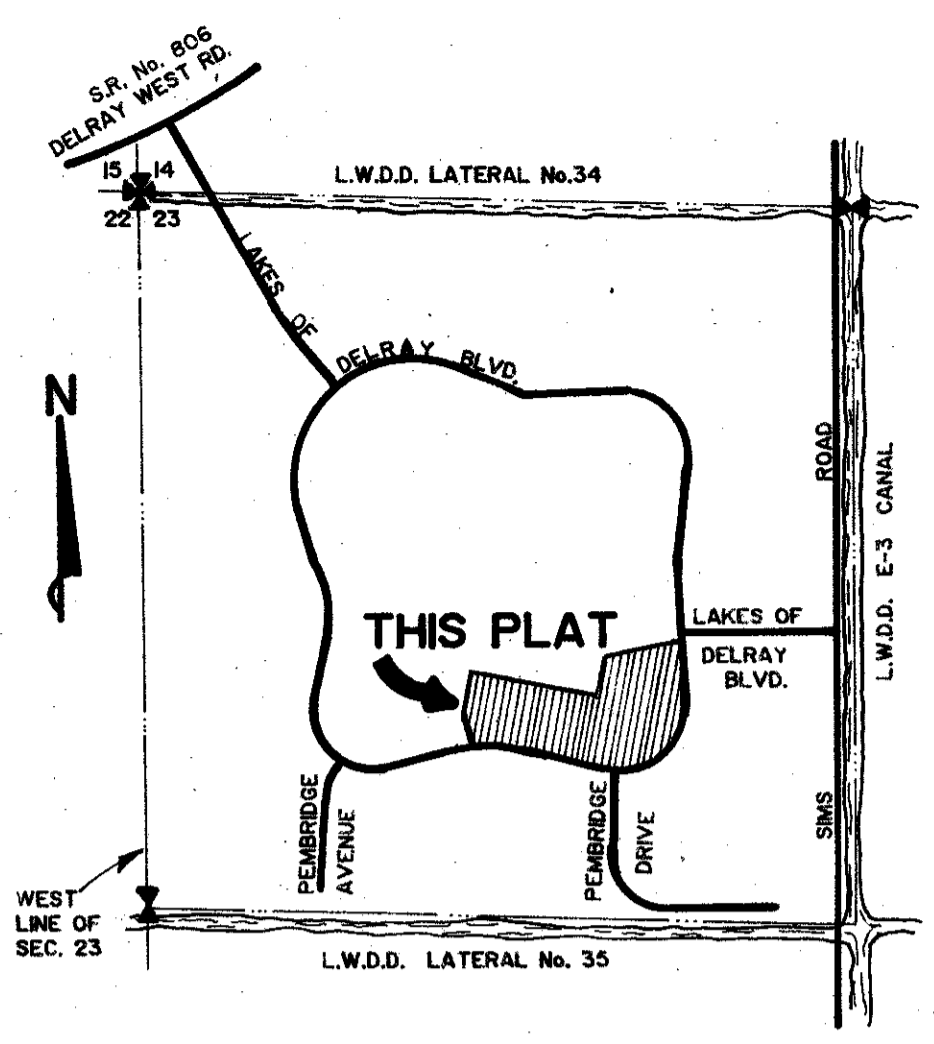 S.R. No. 806
DELRAY WEST RD.
15 14
22 23
L.W.D.D. LATERAL No.34
LAKES OF DELRAY BLVD.
N
ROAD
L.W.D.D. E-3 CANAL
THIS PLAT
LAKES OF
DELRAY
BLVD.
PEMBRIDGE
AVENUE
PEMBRIDGE
DRIVE
SIMS
WEST
LINE OF
SEC. 23
L.W.D.D. LATERAL No. 35